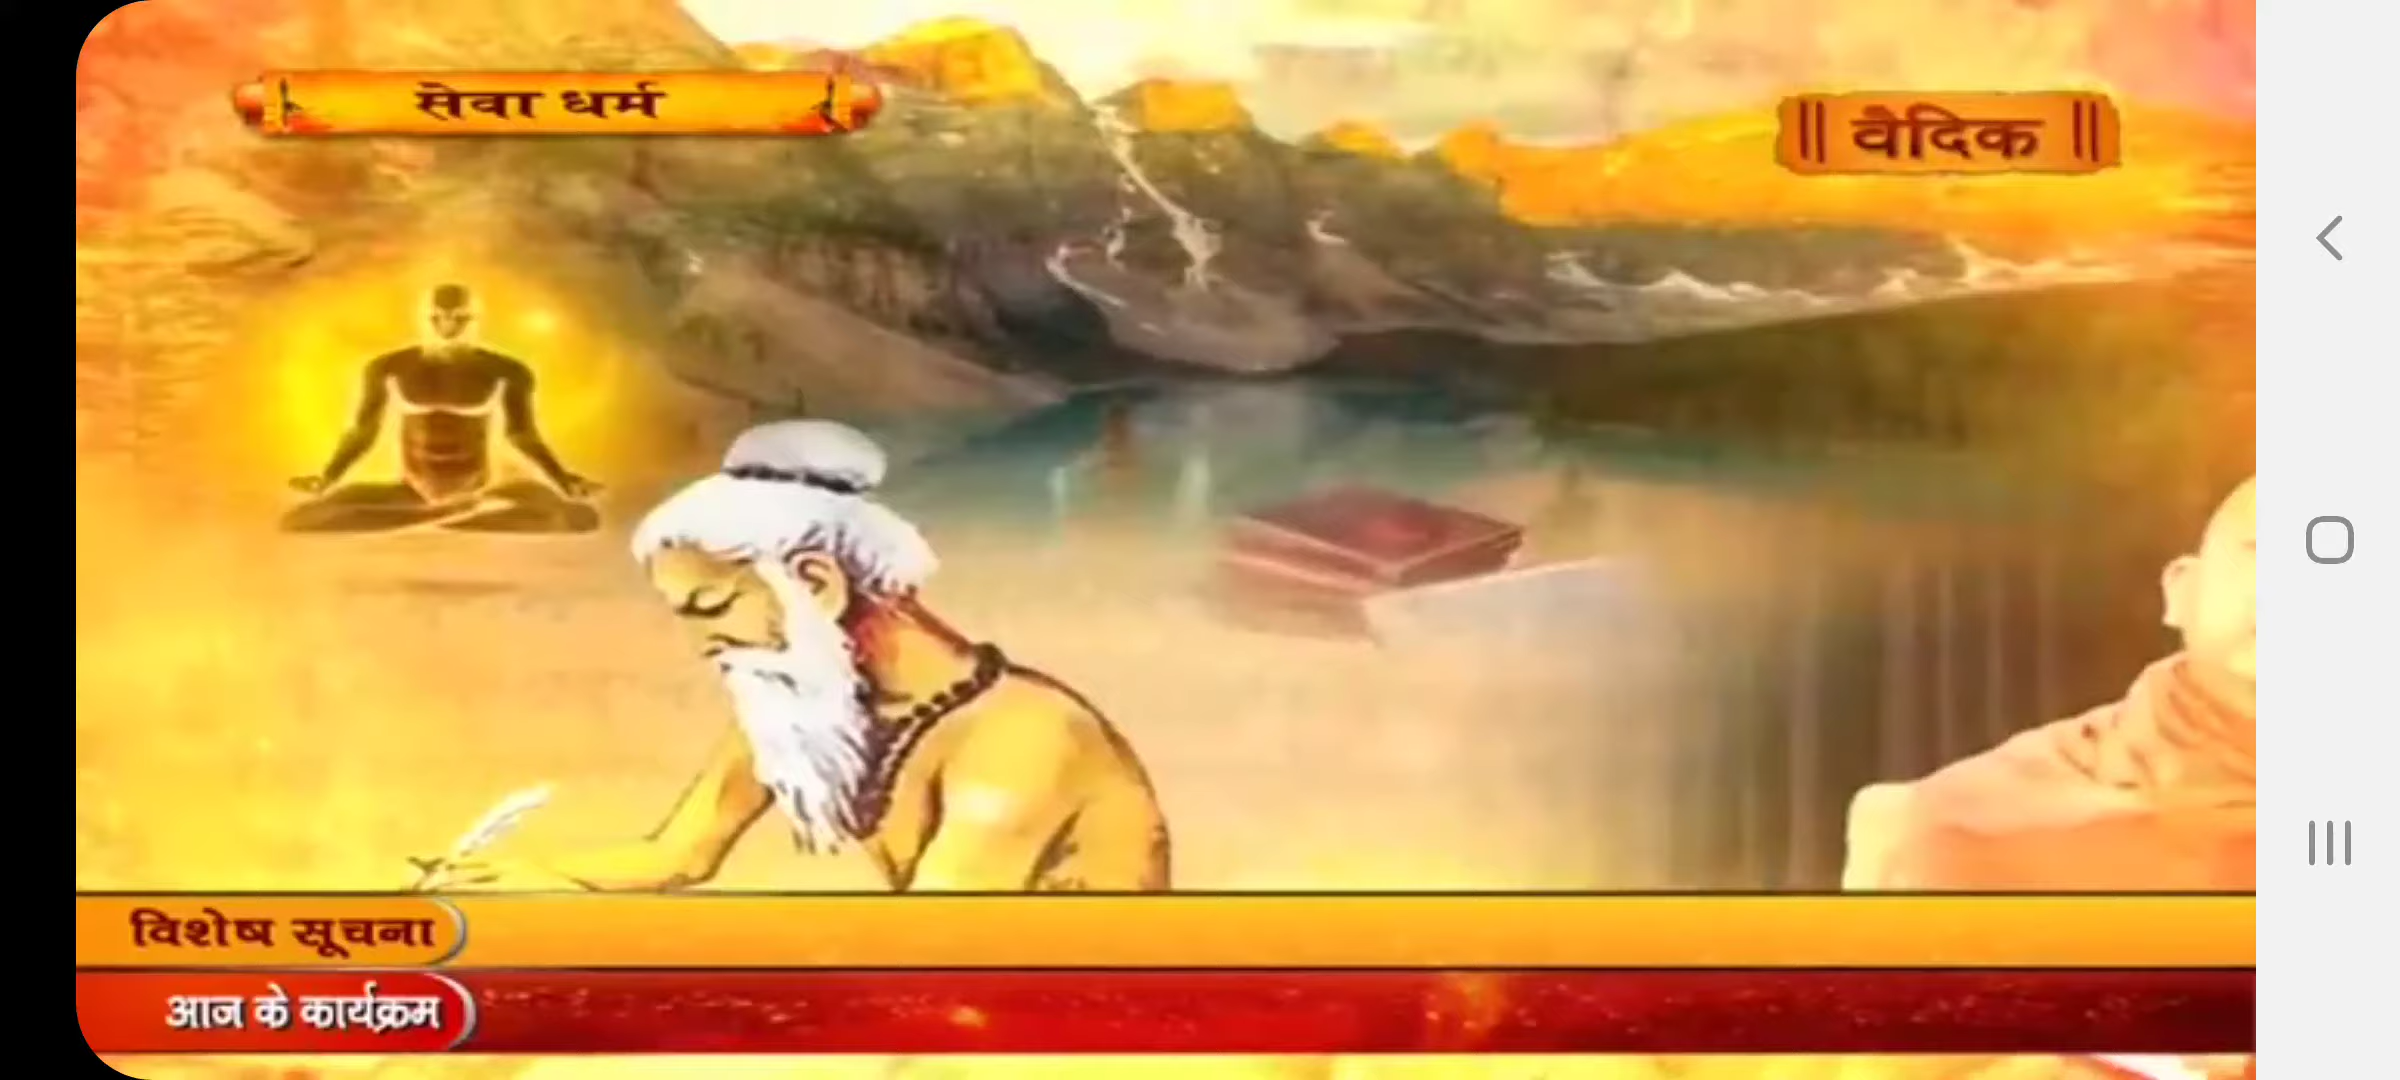 सेवा धर्म
|| वैदिक ||
विशेष सूचना
आज के कार्यक्रम